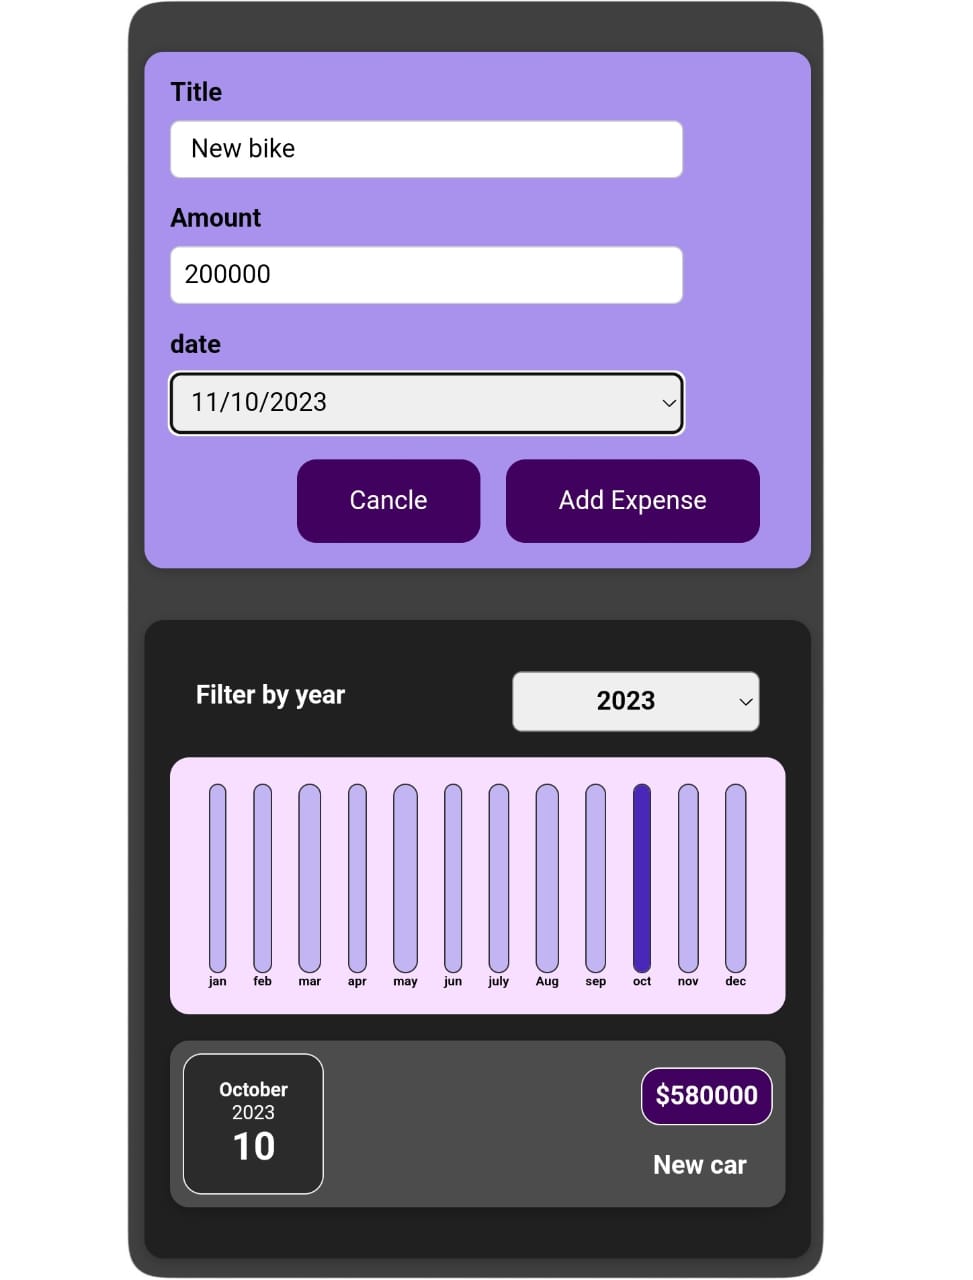 Title
New bike
Amount
200000
date
11/10/2023
Cancle Add Expense
Filter by year 2023
jan feb mar apr may jun july Aug sep oct nov dec
October
2023
10
$580000
New car